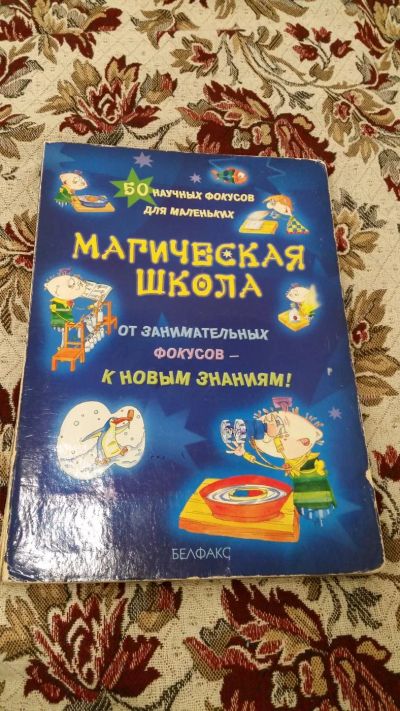 50 НАУЧНЫХ ФОКУСОВ
ДЛЯ МАЛЕНЬКИХ
МАГИЧЕСКАЯ
ШКОЛА
ОТ ЗАНИМАТЕЛЬНЫХ
ФОКУСОВ –
К НОВЫМ ЗНАНИЯМ!
БЕЛФАКС